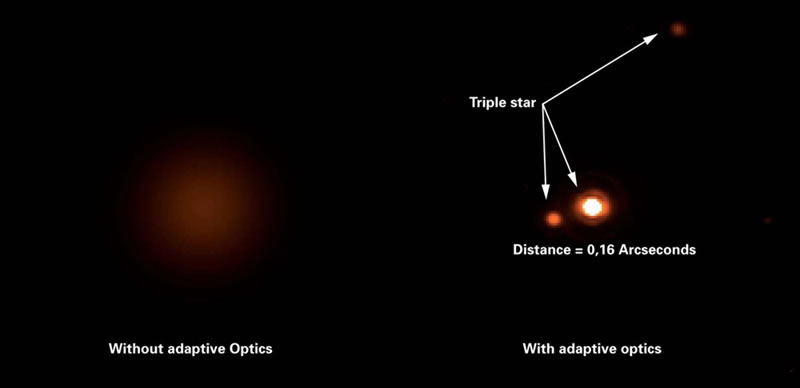 Triple star
Distance = 0,16 Arcseconds
Without adaptive Optics
With adaptive optics